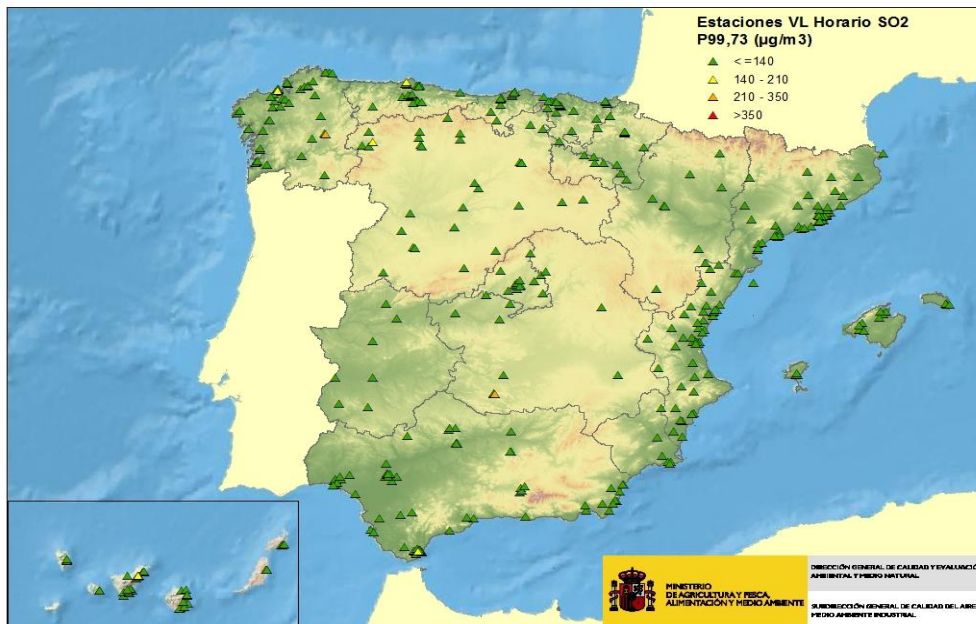 Estaciones VL Horario SO2
P99,73 (µg/m3)
<=140
140 - 210
210 - 350
>350
MINISTERIO
DE AGRICULTURA Y PESCA,
ALIMENTACIÓN Y MEDIO AMBIENTE
DIRECCIÓN GENERAL DE CALIDAD Y EVALUACIÓ
AMBIENTAL Y MEDIO NATURAL
SUBDIRECCIÓN GENERAL DE CALIDAD DEL AIRE
MEDIO AMBIENTE INDUSTRIAL